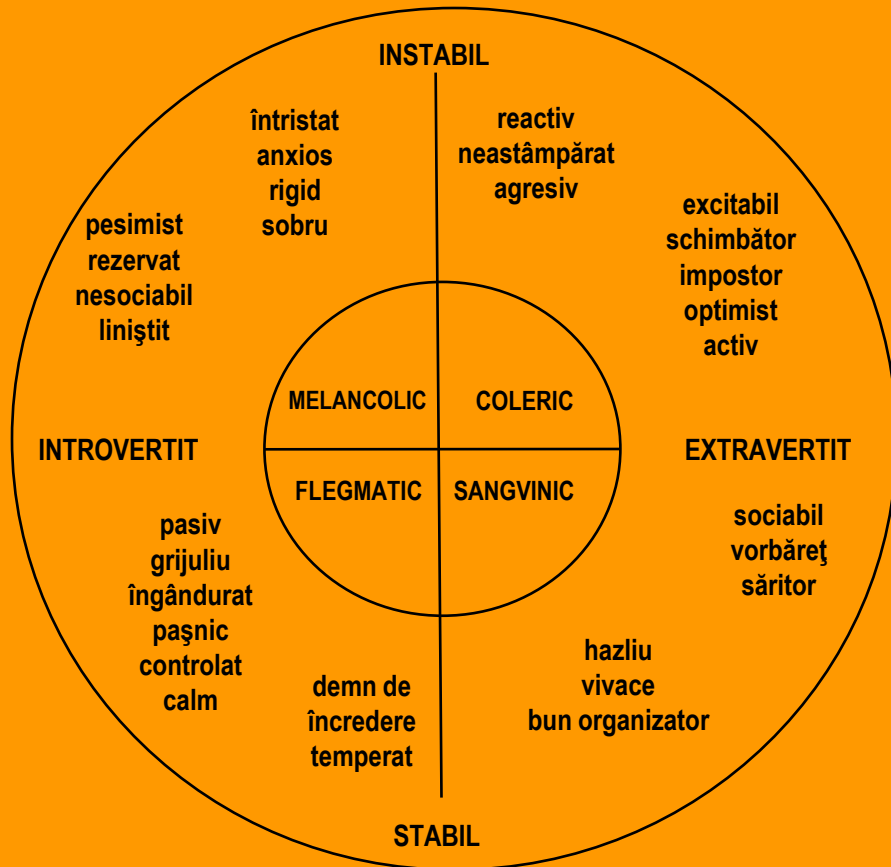 INSTABIL
întristat
anxios
rigid
sobru
reactiv
neastâmpărat
agresiv
pesimist
rezervat
nesociabil
liniştit
excitabil
schimbător
impostor
optimist
activ
MELANCOLIC
COLERIC
INTROVERTIT
EXTRAVERTIT
FLEGMATIC
SANGVINIC
pasiv
grijuliu
îngândurat
paşnic
controlat
calm
sociabil
vorbăreţ
săritor
demn de
încredere
temperat
hazliu
vivace
bun organizator
STABIL